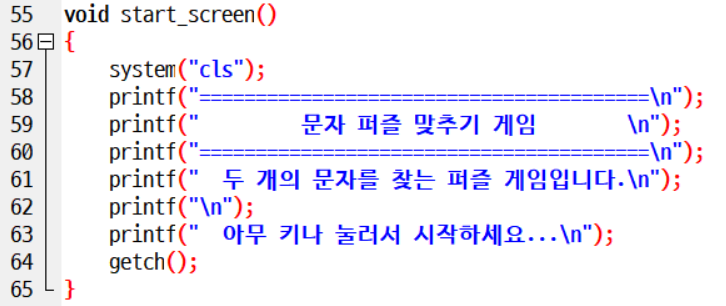 55 void start_screen()
56 {
57 system("cls");
58 printf("========================================\n");
59 printf("         문자 퍼즐 맞추기 게임        \n");
60 printf("========================================\n");
61 printf("  두 개의 문자를 찾는 퍼즐 게임입니다.\n");
62 printf("\n");
63 printf("  아무 키나 눌러서 시작하세요...\n");
64 getch();
65 }